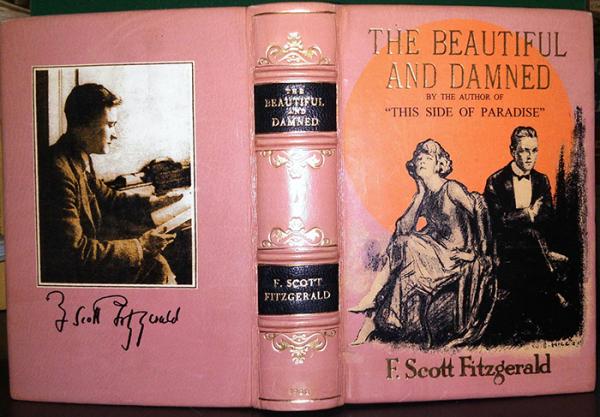 F Scott Fitzgerald
THE
BEAUTIFUL
AND
DAMNED
F. SCOTT
FITZGERALD
1922
THE BEAUTIFUL
AND DAMNED
BY THE AUTHOR OF
"THIS SIDE OF PARADISE"
F. Scott Fitzgerald